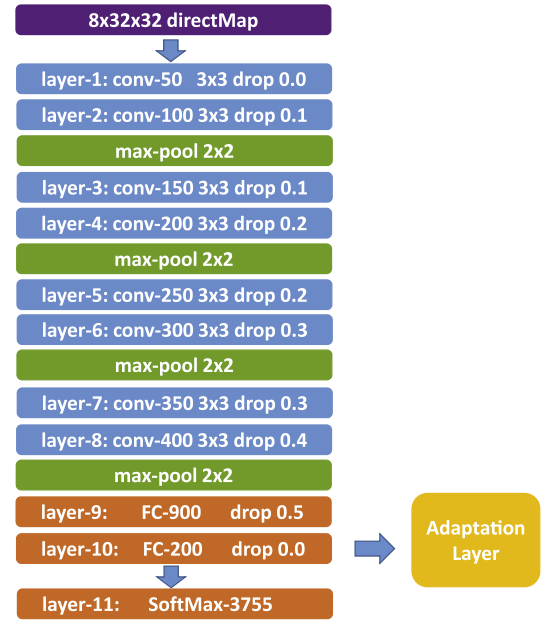 8x32x32 directMap
layer-1: conv-50 3x3 drop 0.0
layer-2: conv-100 3x3 drop 0.1
max-pool 2x2
layer-3: conv-150 3x3 drop 0.1
layer-4: conv-200 3x3 drop 0.2
max-pool 2x2
layer-5: conv-250 3x3 drop 0.2
layer-6: conv-300 3x3 drop 0.3
max-pool 2x2
layer-7: conv-350 3x3 drop 0.3
layer-8: conv-400 3x3 drop 0.4
max-pool 2x2
layer-9: FC-900 drop 0.5
layer-10: FC-200 drop 0.0
Adaptation
Layer
layer-11: SoftMax-3755